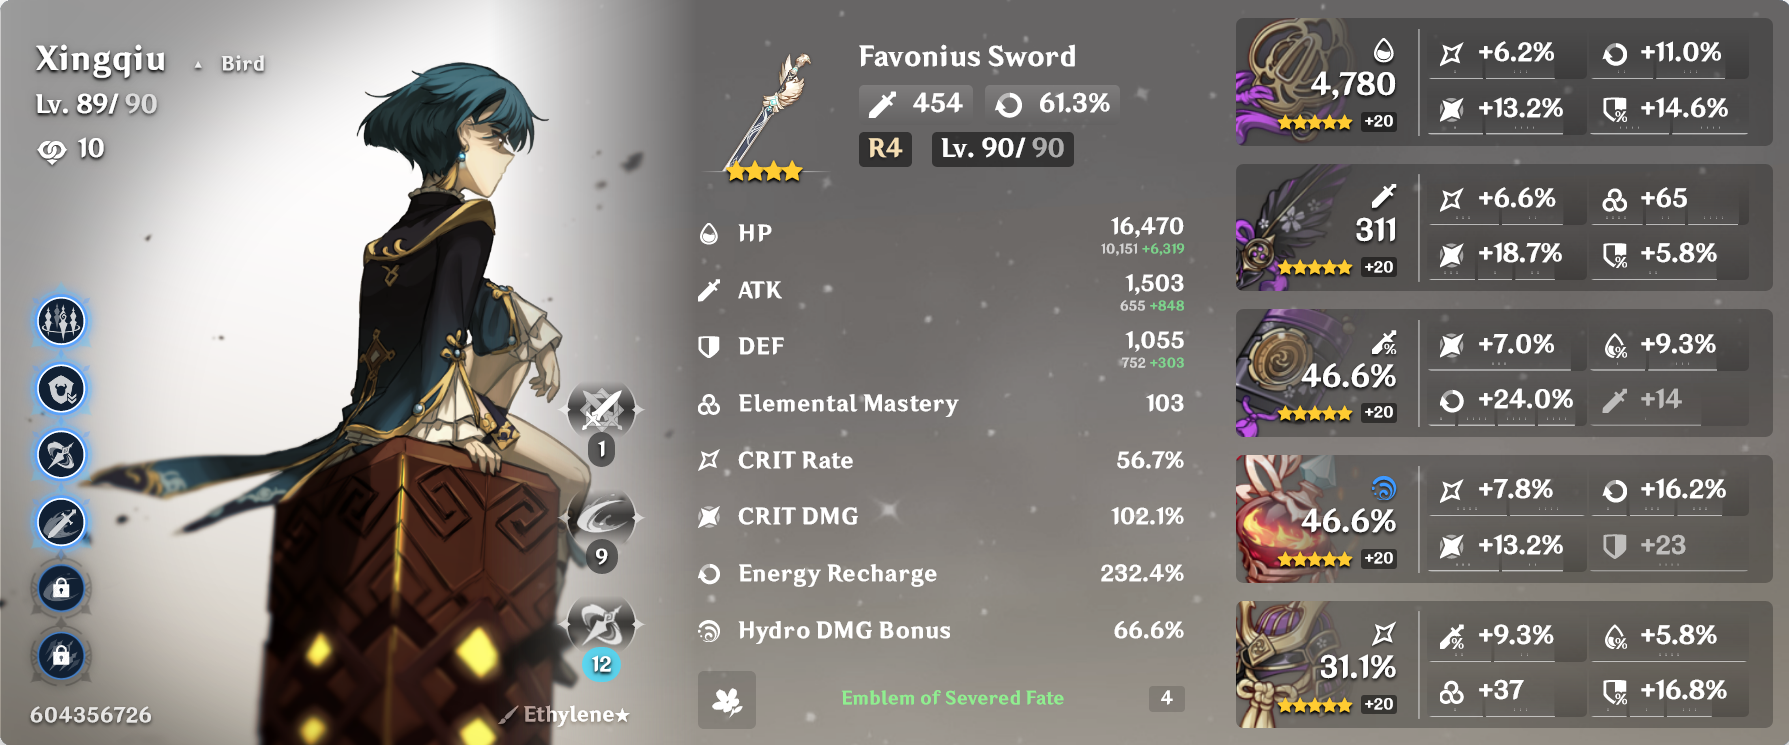 Xingqiu ▲ Bird
Lv. 89/ 90
10
1
9
12
604356726
Ethylene★
Favonius Sword
454 61.3%
R4 Lv. 90/ 90
HP 16,470
10,151 +6,319
ATK 1,503
655 +848
DEF 1,055
752 +303
Elemental Mastery 103
CRIT Rate 56.7%
CRIT DMG 102.1%
Energy Recharge 232.4%
Hydro DMG Bonus 66.6%
Emblem of Severed Fate 4
4,780
+20
+6.2% +11.0%
+13.2% +14.6%
311
+20
+6.6% +65
+18.7% +5.8%
46.6%
+20
+7.0% +9.3%
+24.0% +14
46.6%
+20
+7.8% +16.2%
+13.2% +23
31.1%
+20
+9.3% +5.8%
+37 +16.8%